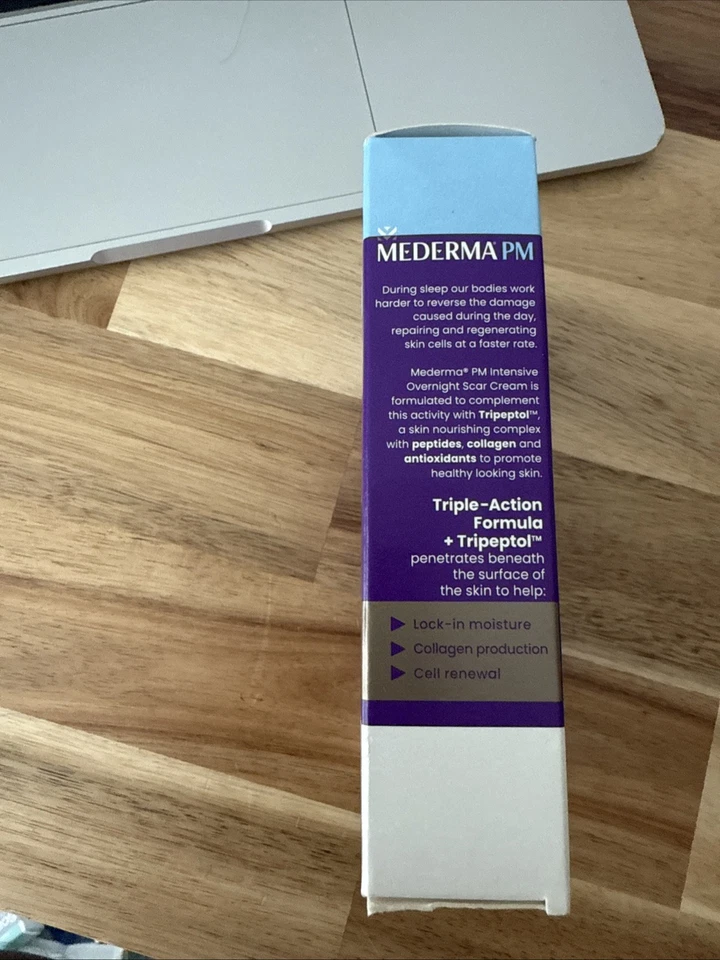 MEDERMA® PM
During sleep our bodies work
harder to reverse the damage
caused during the day,
repairing and regenerating
skin cells at a faster rate.
Mederma® PM Intensive
Overnight Scar Cream is
formulated to complement
this activity with Tripeptol™,
a skin nourishing complex
with peptides, collagen and
antioxidants to promote
healthy looking skin.
Triple-Action
Formula
+ Tripeptol™
penetrates beneath
the surface of
the skin to help:
Lock-in moisture
Collagen production
Cell renewal